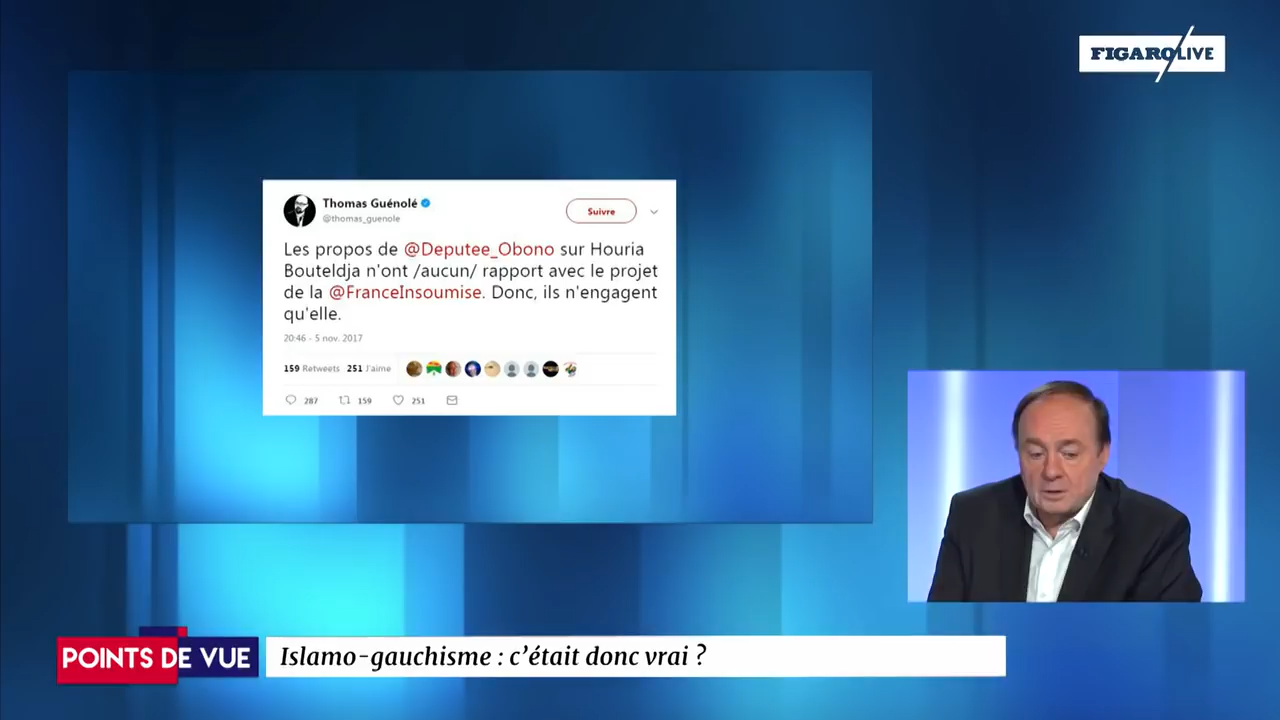 FIGAROLIVE
Thomas Guénolé
@thomas_guenole
Suivre
Les propos de @Deputee_Obono sur Houria
Bouteldja n'ont /aucun/ rapport avec le projet
de la @FranceInsoumise. Donc, ils n'engagent
qu'elle.
20:46 - 5 nov. 2017
159 Retweets 251 J'aime
287 159 251
POINTS DE VUE
Islamo-gauchisme : c'était donc vrai ?